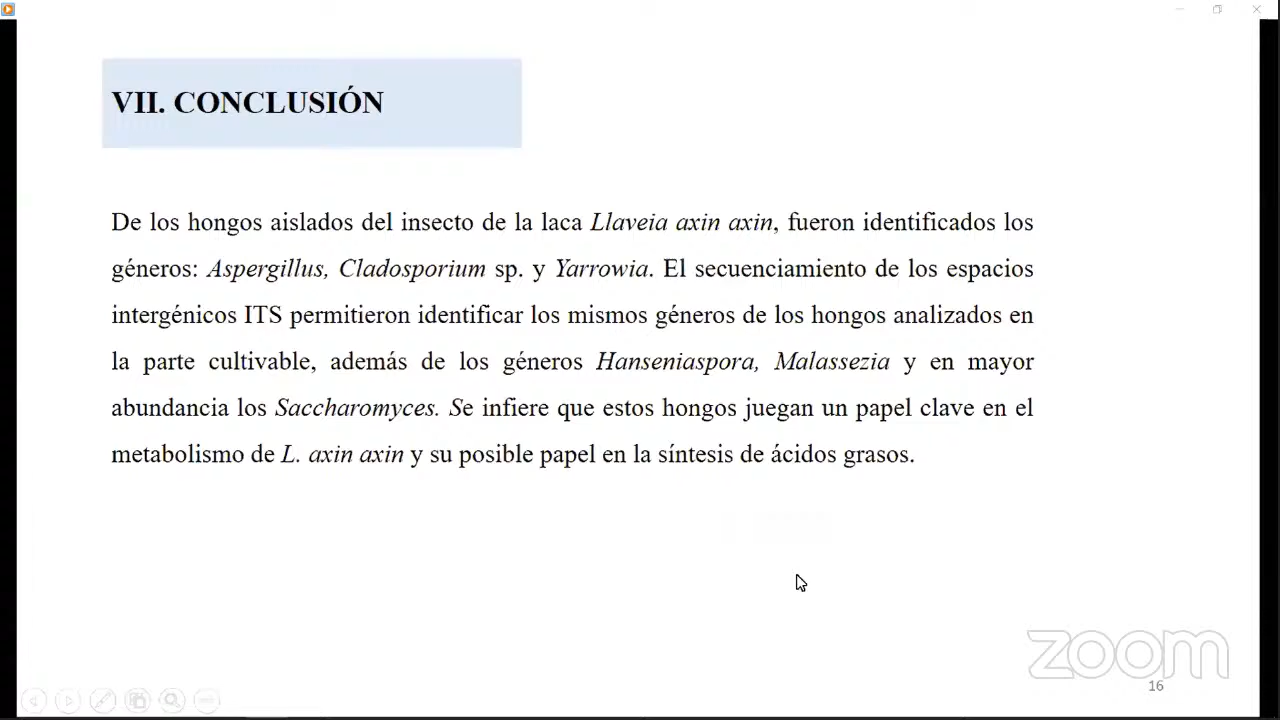 VII. CONCLUSIÓN
De los hongos aislados del insecto de la laca Llaveia axin axin, fueron identificados los
géneros: Aspergillus, Cladosporium sp. y Yarrowia. El secuenciamiento de los espacios
intergénicos ITS permitieron identificar los mismos géneros de los hongos analizados en
la parte cultivable, además de los géneros Hanseniaspora, Malassezia y en mayor
abundancia los Saccharomyces. Se infiere que estos hongos juegan un papel clave en el
metabolismo de L. axin axin y su posible papel en la síntesis de ácidos grasos.
zoom
16